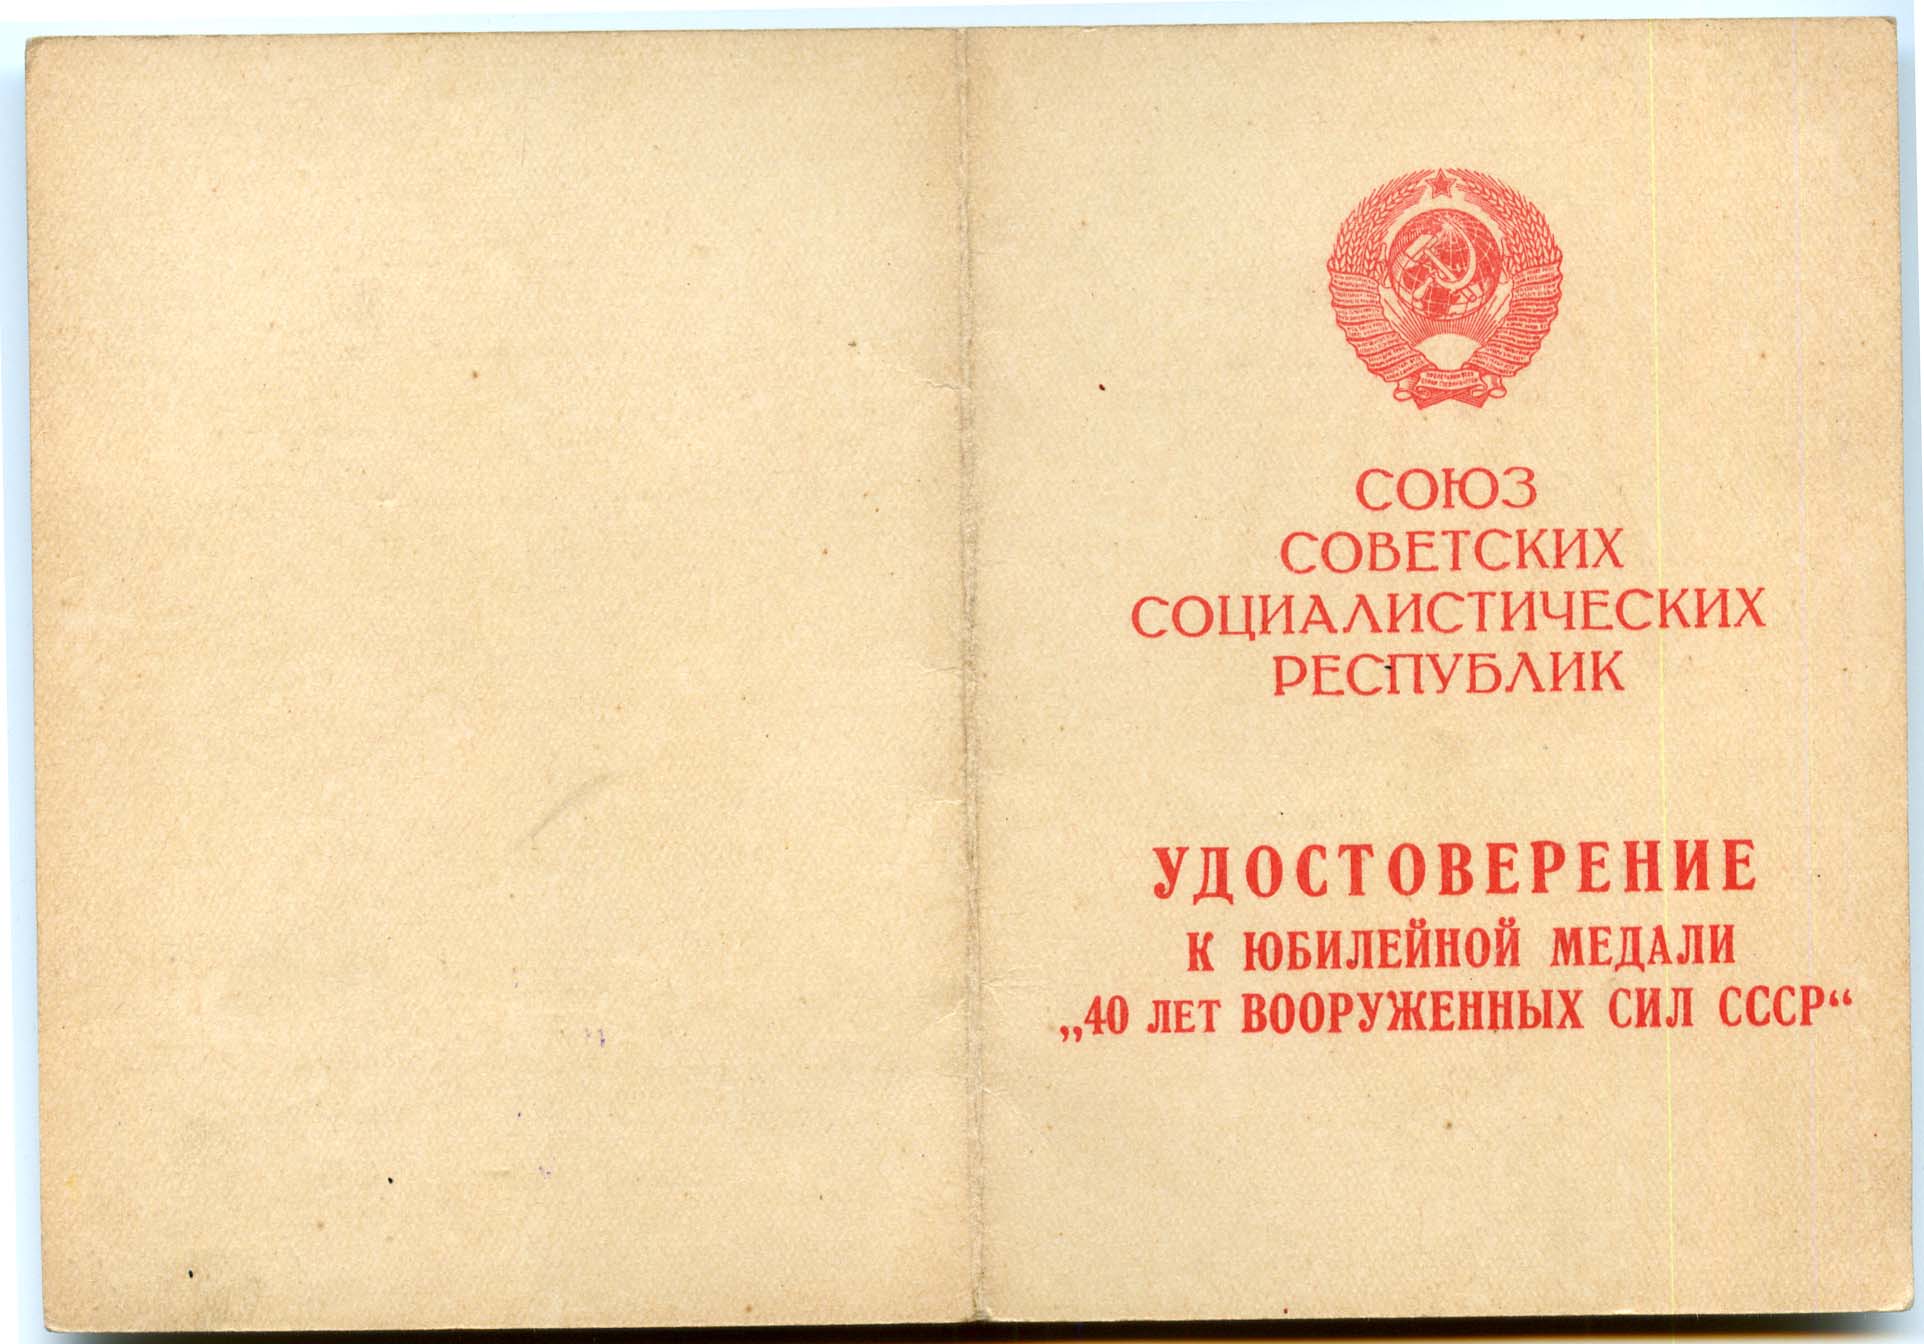 СОЮЗ
СОВЕТСКИХ
СОЦИАЛИСТИЧЕСКИХ
РЕСПУБЛИК
УДОСТОВЕРЕНИЕ
К ЮБИЛЕЙНОЙ МЕДАЛИ
„40 ЛЕТ ВООРУЖЕННЫХ СИЛ СССР“